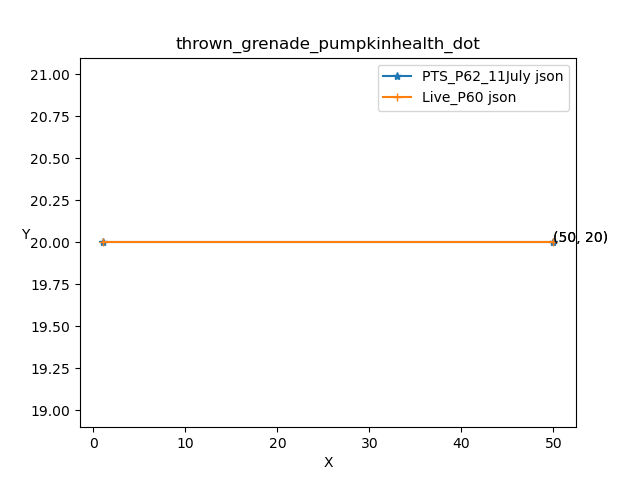 thrown_grenade_pumpkinhealth_dot
PTS_P62_11July json
Live_P60 json
21.00
20.75
20.50
20.25
Y
20.00
(50, 20)
19.75
19.50
19.25
19.00
0 10 20 30 40 50
X